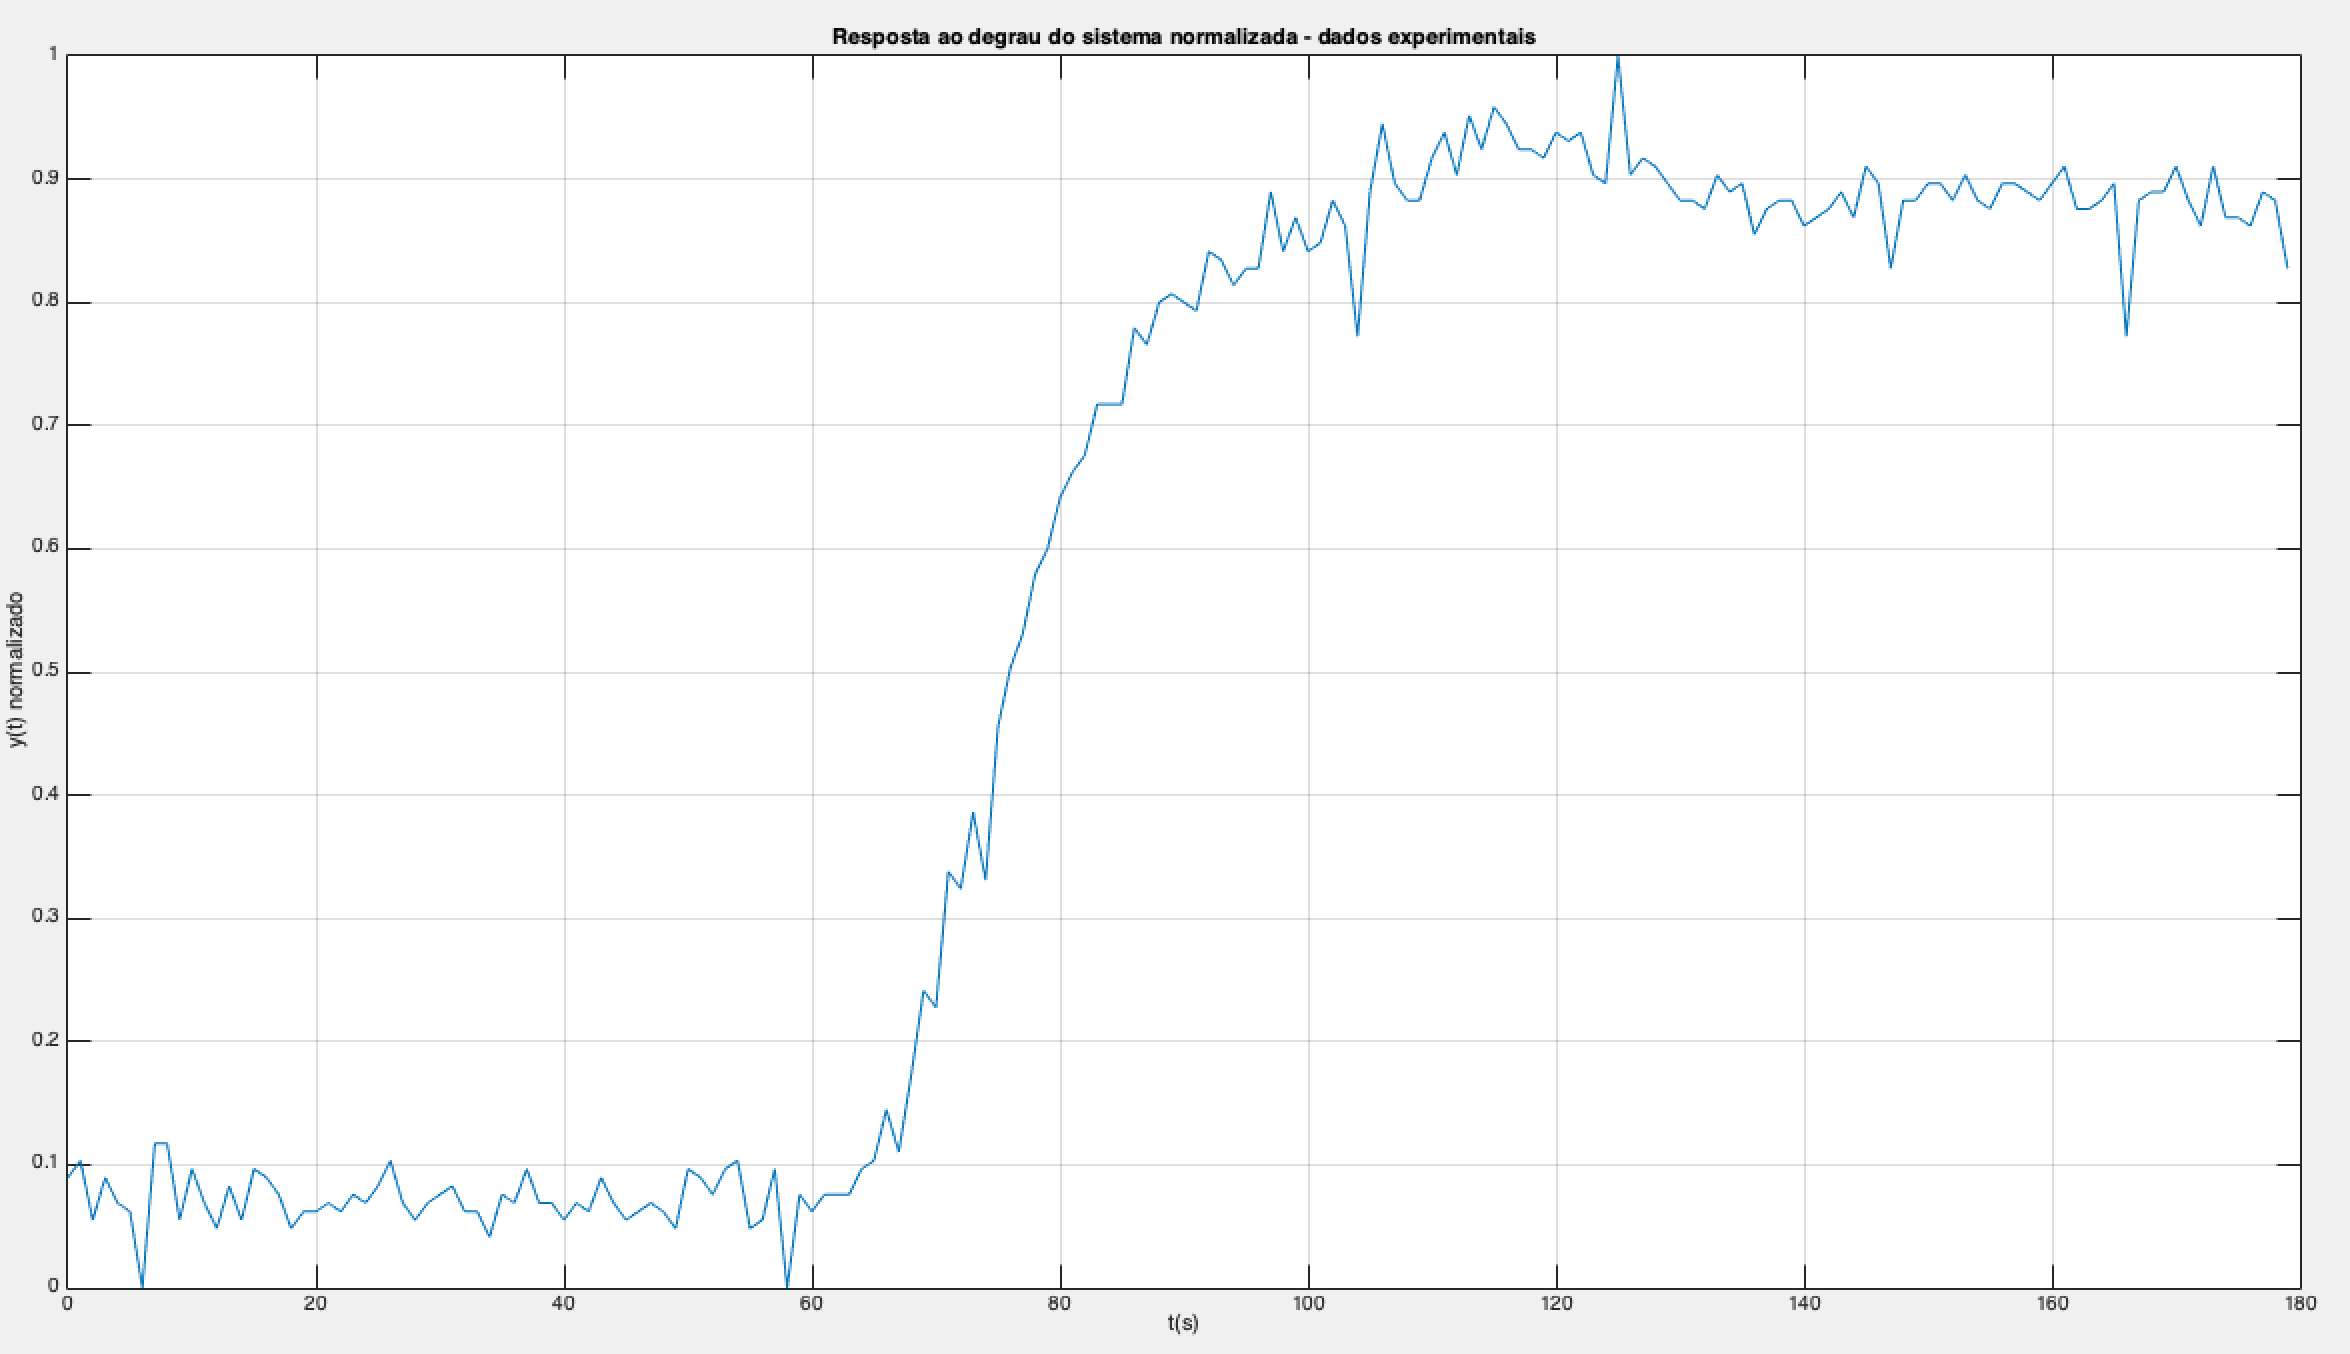 Resposta ao degrau do sistema normalizada - dados experimentais
1
0.9
0.8
0.7
0.6
0.5
0.4
0.3
0.2
0.1
0
y(t) normalizado
0 20 40 60 80 100 120 140 160 180
t(s)